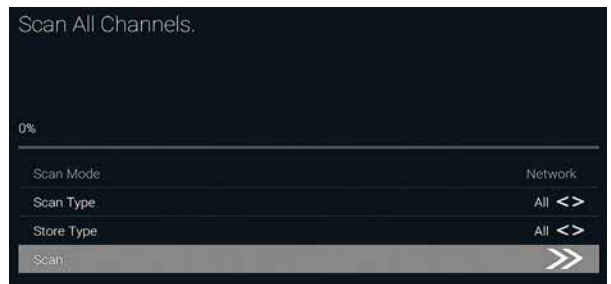 Scan All Channels.
0%
Scan Mode Network
Scan Type All <>
Store Type All <>
Scan